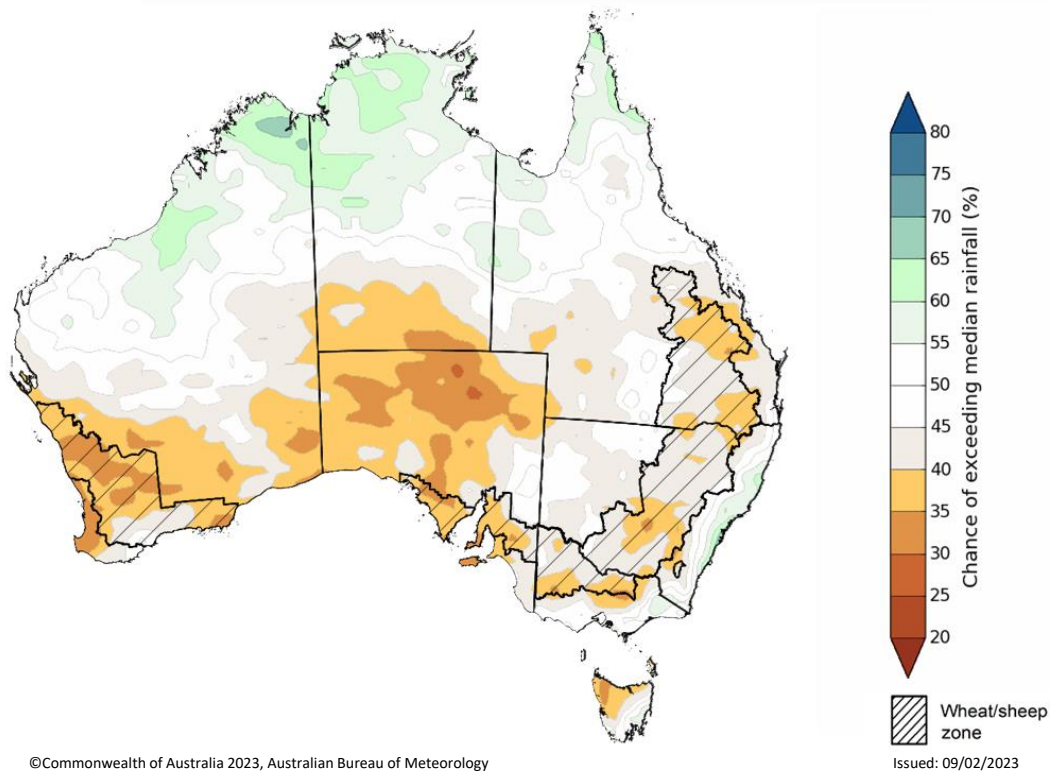 80
75
70
65
60
55
50
45
40
35
30
25
20
Chance of exceeding median rainfall (%)
Wheat/sheep
zone
©Commonwealth of Australia 2023, Australian Bureau of Meteorology
Issued: 09/02/2023